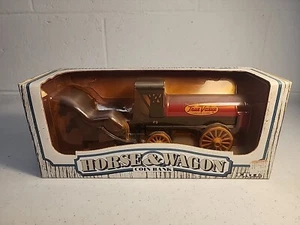 True Value
HORSE & WAGON
COIN BANK